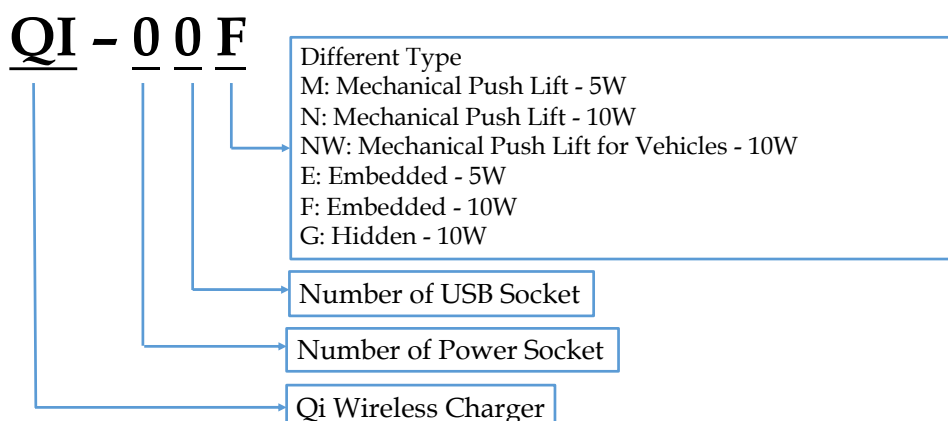 QI – 0 0 F
Different Type
M: Mechanical Push Lift - 5W
N: Mechanical Push Lift - 10W
NW: Mechanical Push Lift for Vehicles - 10W
E: Embedded - 5W
F: Embedded - 10W
G: Hidden - 10W
Number of USB Socket
Number of Power Socket
Qi Wireless Charger